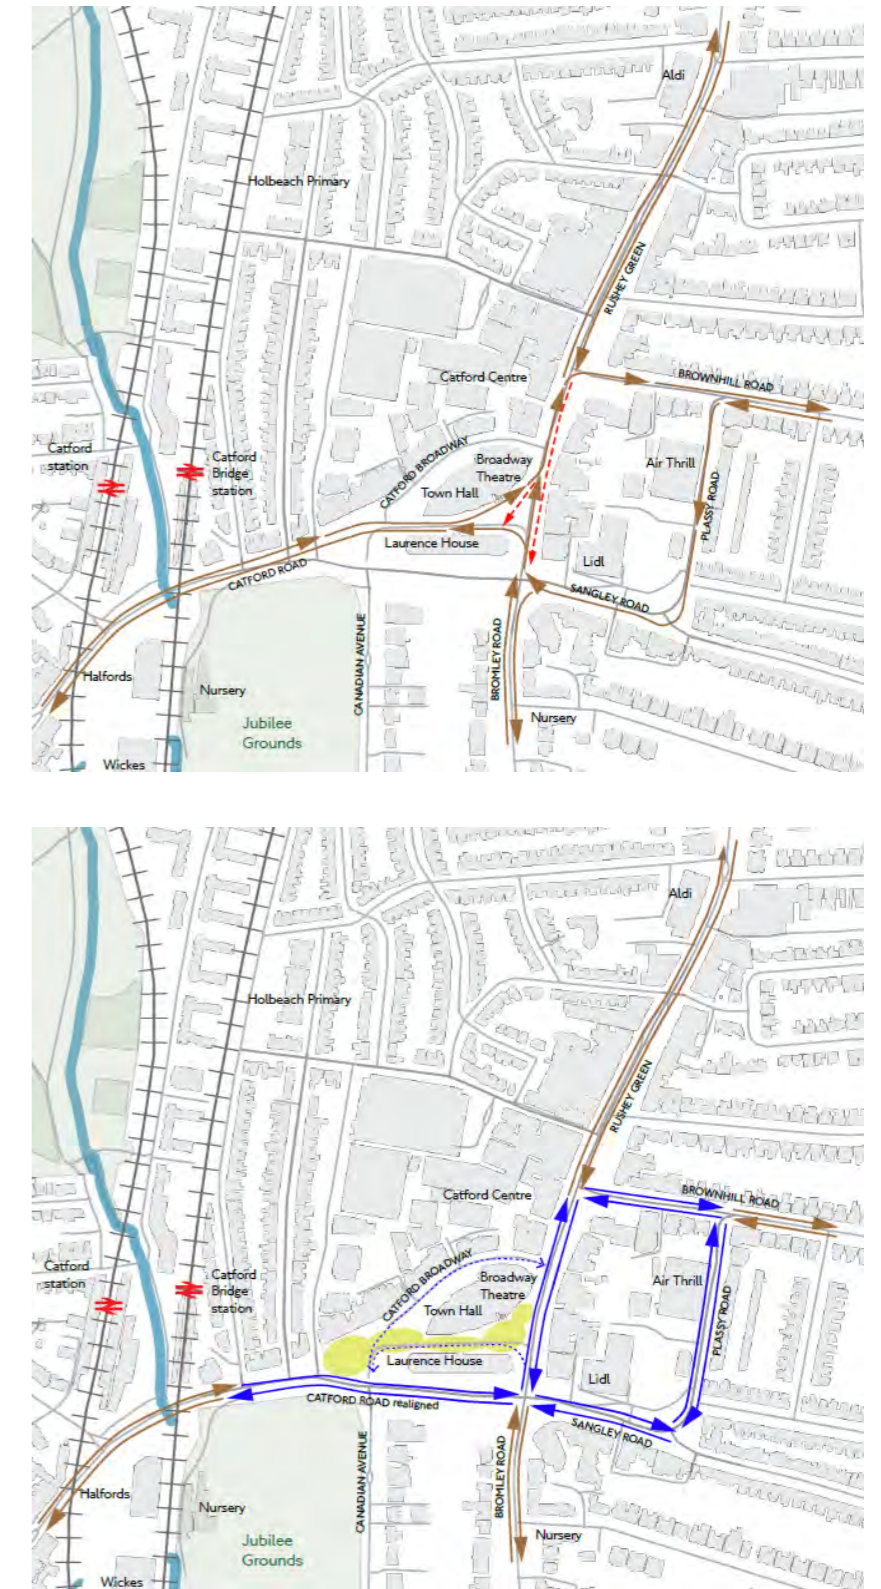 Aldi
Holbeach Primary
RUSHEY GREEN
Catford Centre
BROWNHILL ROAD
CATFORD BROADWAY
Broadway
Theatre
Town Hall
Air Thrill
PLASSY ROAD
Catford
station
Catford
Bridge
station
Laurence House
Lidl
CATFORD ROAD
SANGLEY ROAD
CANADIAN AVENUE
BROMLEY ROAD
Halfords
Nursery
Nursery
Jubilee
Grounds
Wickes
Aldi
Holbeach Primary
RUSHEY GREEN
Catford Centre
BROWNHILL ROAD
CATFORD BROADWAY
Broadway
Theatre
Town Hall
Air Thrill
PLASSY ROAD
Catford
station
Catford
Bridge
station
Laurence House
Lidl
CATFORD ROAD realigned
SANGLEY ROAD
CANADIAN AVENUE
BROMLEY ROAD
Halfords
Nursery
Nursery
Jubilee
Grounds
Wickes